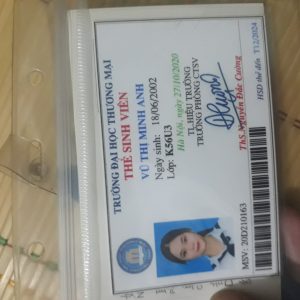 TRƯỜNG ĐẠI HỌC THƯƠNG MẠI
THẺ SINH VIÊN
VŨ THỊ MINH ANH
Ngày sinh: 18/06/2002
Lớp: K56U3
Hà Nội, ngày 27/10/2020
TL.HIỆU TRƯỞNG
TRƯỞNG PHÒNG CTSV
ThS Nguyễn Đắc Cường
HSD thẻ đến T12/2024
MSV: 20D210163